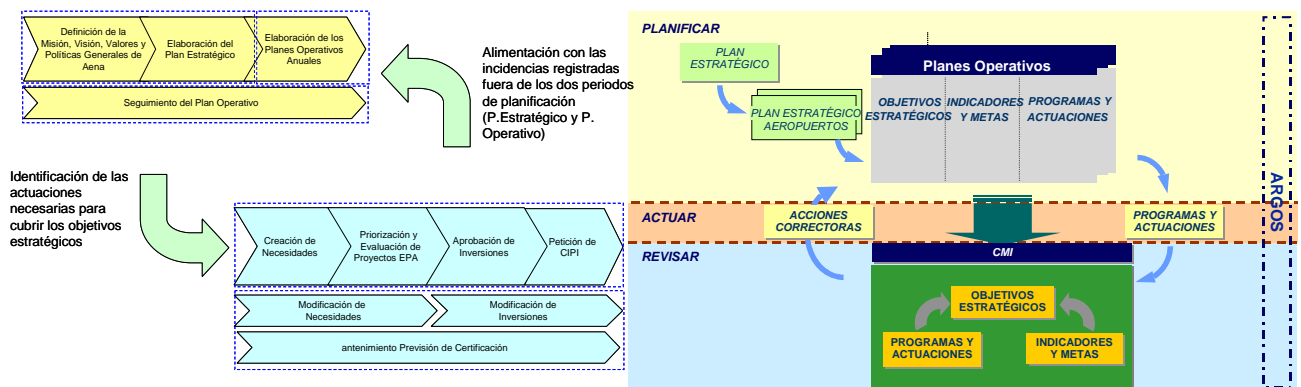 Definición de la
Misión, Visión, Valores y
Políticas Generales de
Aena
Elaboración del
Plan Estratégico
Elaboración de los
Planes Operativos
Anuales
Seguimiento del Plan Operativo
Alimentación con las
incidencias registradas
fuera de los dos periodos
de planificación
(P.Estratégico y P.
Operativo)
Identificación de las
actuaciones
necesarias para
cubrir los objetivos
estratégicos
Creación de
Necesidades
Priorización y
Evaluación de
Proyectos EPA
Aprobación de
Inversiones
Petición de
CIPI
Modificación de
Necesidades
Modificación de
Inversiones
antenimiento Previsión de Certificación
PLANIFICAR
PLAN
ESTRATÉGICO
PLAN ESTRATÉGICO
AEROPUERTOS
Planes Operativos
OBJETIVOS
ESTRATÉGICOS
INDICADORES
Y METAS
PROGRAMAS Y
ACTUACIONES
ACTUAR
ACCIONES
CORRECTORAS
PROGRAMAS Y
ACTUACIONES
REVISAR
CMI
OBJETIVOS
ESTRATÉGICOS
PROGRAMAS Y
ACTUACIONES
INDICADORES
Y METAS
ARGOS